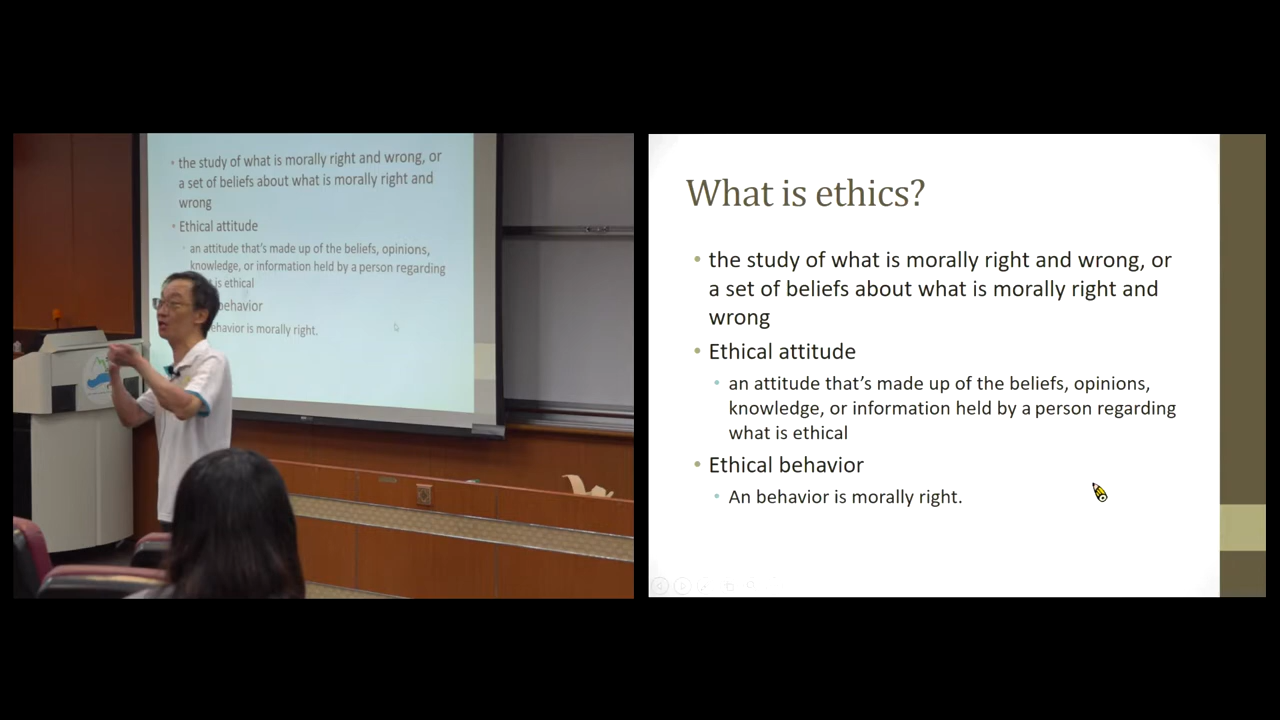 the study of what is morally right and wrong, or
a set of beliefs about what is morally right and
wrong
Ethical attitude
an attitude that's made up of the beliefs, opinions,
knowledge, or information held by a person regarding
is ethical
behavior
ehavior is morally right.
What is ethics?
the study of what is morally right and wrong, or
a set of beliefs about what is morally right and
wrong
Ethical attitude
an attitude that’s made up of the beliefs, opinions,
knowledge, or information held by a person regarding
what is ethical
Ethical behavior
An behavior is morally right.